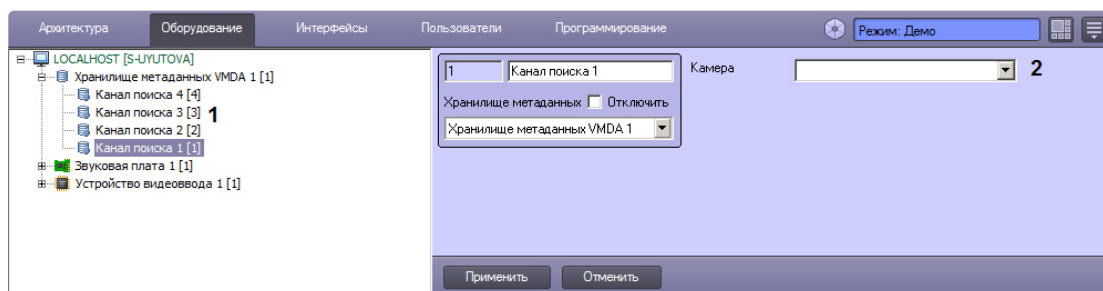 Архитектура Оборудование Интерфейсы Пользователи Программирование Режим: Демо
LOCALHOST [S-UYUTOVA]
Хранилище метаданных VMDA 1 [1]
Канал поиска 4 [4]
Канал поиска 3 [3] 1
Канал поиска 2 [2]
Канал поиска 1 [1]
Звуковая плата 1 [1]
Устройство видеоввода 1 [1]
1 Канал поиска 1 Камера 2
Хранилище метаданных Отключить
Хранилище метаданных VMDA 1
Применить Отменить